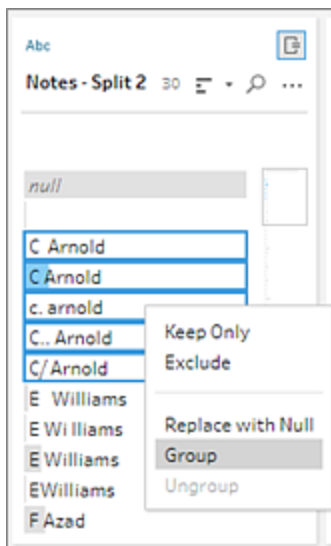 Abc
Notes - Split 2 30
null
C Arnold
C Arnold
c. arnold
C.. Arnold
C/ Arnold
E Williams
E Wi lliams
E Williams
EWilliams
F Azad
Keep Only
Exclude
Replace with Null
Group
Ungroup